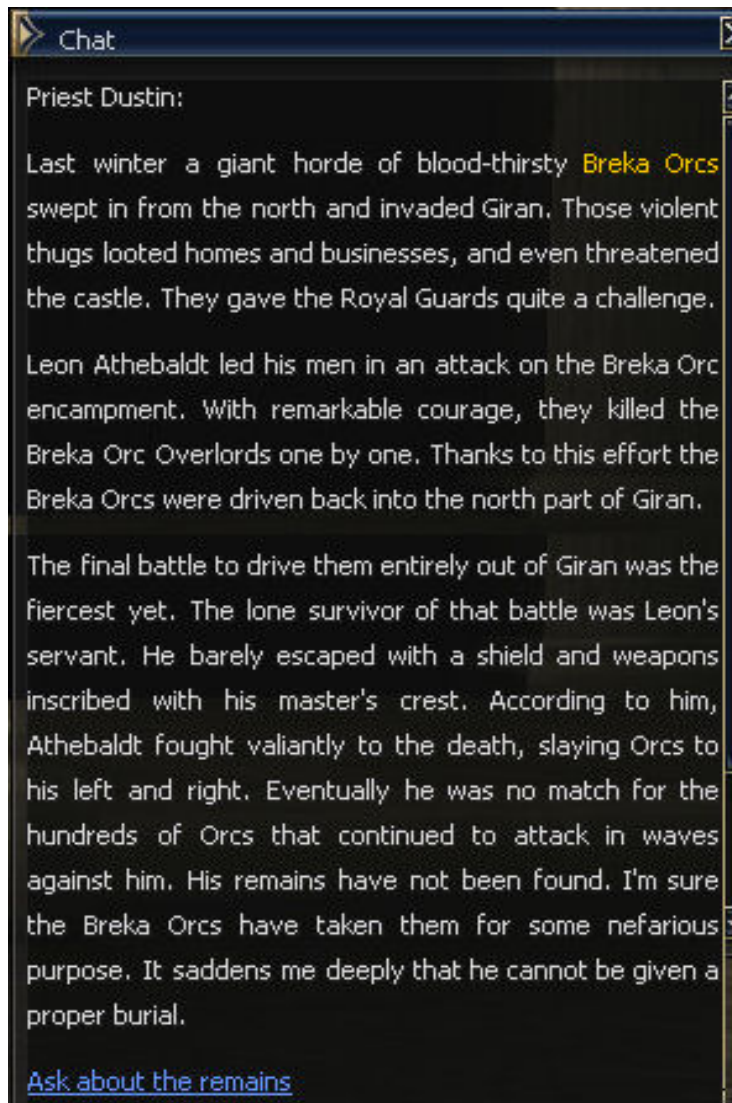 Chat
Priest Dustin:
Last winter a giant horde of blood-thirsty Breka Orcs
swept in from the north and invaded Giran. Those violent
thugs looted homes and businesses, and even threatened
the castle. They gave the Royal Guards quite a challenge.
Leon Athebaldt led his men in an attack on the Breka Orc
encampment. With remarkable courage, they killed the
Breka Orc Overlords one by one. Thanks to this effort the
Breka Orcs were driven back into the north part of Giran.
The final battle to drive them entirely out of Giran was the
fiercest yet. The lone survivor of that battle was Leon's
servant. He barely escaped with a shield and weapons
inscribed with his master's crest. According to him,
Athebaldt fought valiantly to the death, slaying Orcs to
his left and right. Eventually he was no match for the
hundreds of Orcs that continued to attack in waves
against him. His remains have not been found. I'm sure
the Breka Orcs have taken them for some nefarious
purpose. It saddens me deeply that he cannot be given a
proper burial.
Ask about the remains